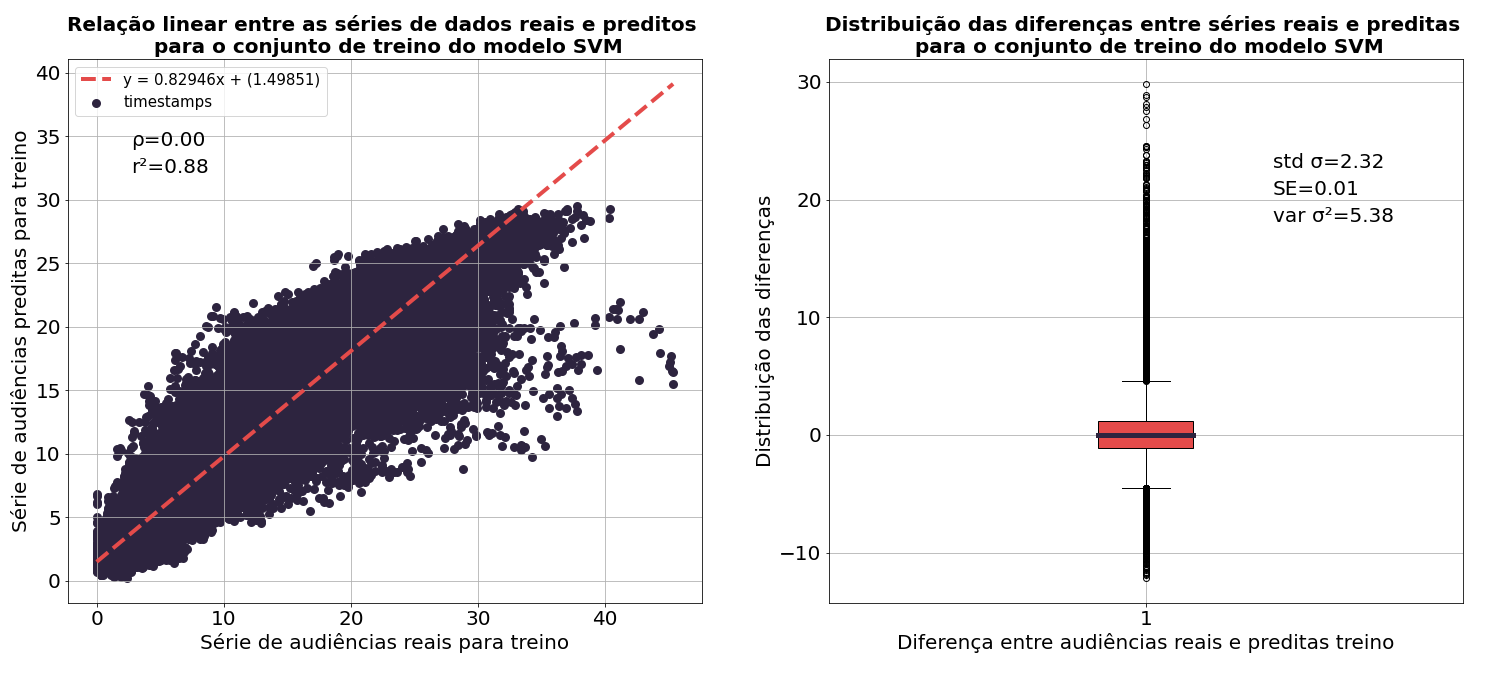 Relação linear entre as séries de dados reais e preditos
para o conjunto de treino do modelo SVM
y = 0.82946x + (1.49851)
timestamps
ρ=0.00
r²=0.88
40
35
30
25
20
15
10
5
0
Série de audiências preditas para treino
0 10 20 30 40
Série de audiências reais para treino
Distribuição das diferenças entre séries reais e preditas
para o conjunto de treino do modelo SVM
std σ=2.32
SE=0.01
var σ²=5.38
30
20
10
0
−10
Distribuição das diferenças
1
Diferença entre audiências reais e preditas treino